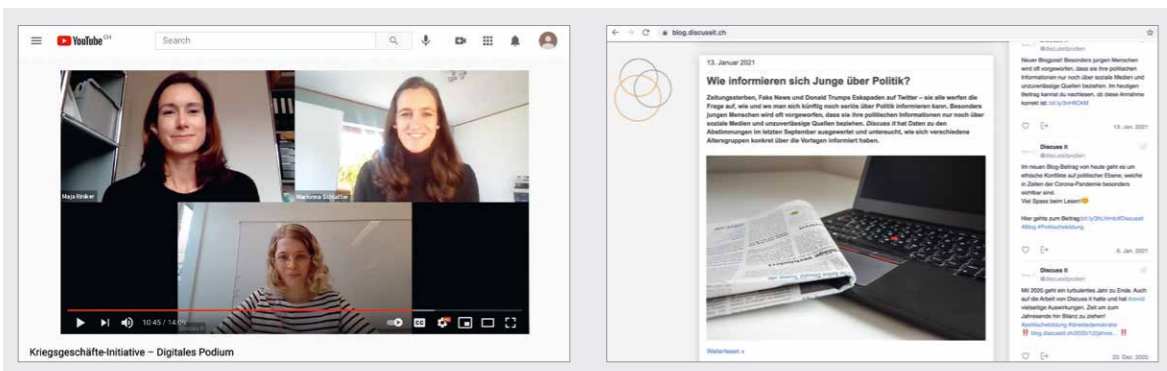 YouTube CH
Search
Maja Riniker
Marionna Schlatter
10:45 / 14:09
Kriegsgeschäfte-Initiative – Digitales Podium
blog.discussit.ch
13. Januar 2021
Wie informieren sich Junge über Politik?
Zeitungssterben, Fake News und Donald Trumps Eskapaden auf Twitter – sie alle werfen die
Frage auf, wie und wo man sich künftig noch seriös über Politik informieren kann. Besonders
jungen Menschen wird oft vorgeworfen, dass sie ihre politischen Informationen nur noch über
soziale Medien und unzuverlässige Quellen beziehen. Discuss it hat Daten zu den
Abstimmungen im letzten September ausgewertet und untersucht, wie sich verschiedene
Altersgruppen konkret über die Vorlagen informiert haben.
Weiterlesen »
@discussitpodien
Neuer Blogpost! Besonders jungen Menschen
wird oft vorgeworfen, dass sie ihre politischen
Informationen nur noch über soziale Medien und
unzuverlässige Quellen beziehen. Im heutigen
Beitrag kannst du nachlesen, ob diese Annahme
korrekt ist:
13. Jan. 2021
Discuss it
@discussitpodien
Im neuen Blog-Beitrag von heute geht es um
ethische Konflikte auf politischer Ebene, welche
in Zeiten der Corona-Pandemie besonders
sichtbar sind.
Viel Spass beim Lesen!
Hier gehts zum Beitrag:
#Blog #Politischebildung
6. Jan. 2021
Discuss it
@discussitpodien
Mit 2020 geht ein turbulentes Jahr zu Ende. Auch
auf die Arbeit von Discuss it hatte und hat #covid
vielseitige Auswirkungen. Zeit um zum
Jahresende hin Bilanz zu ziehen!
#politischebildung #direktedemokratie
blog.discussit.ch/2020/12/jahres...
23. Dez. 2020